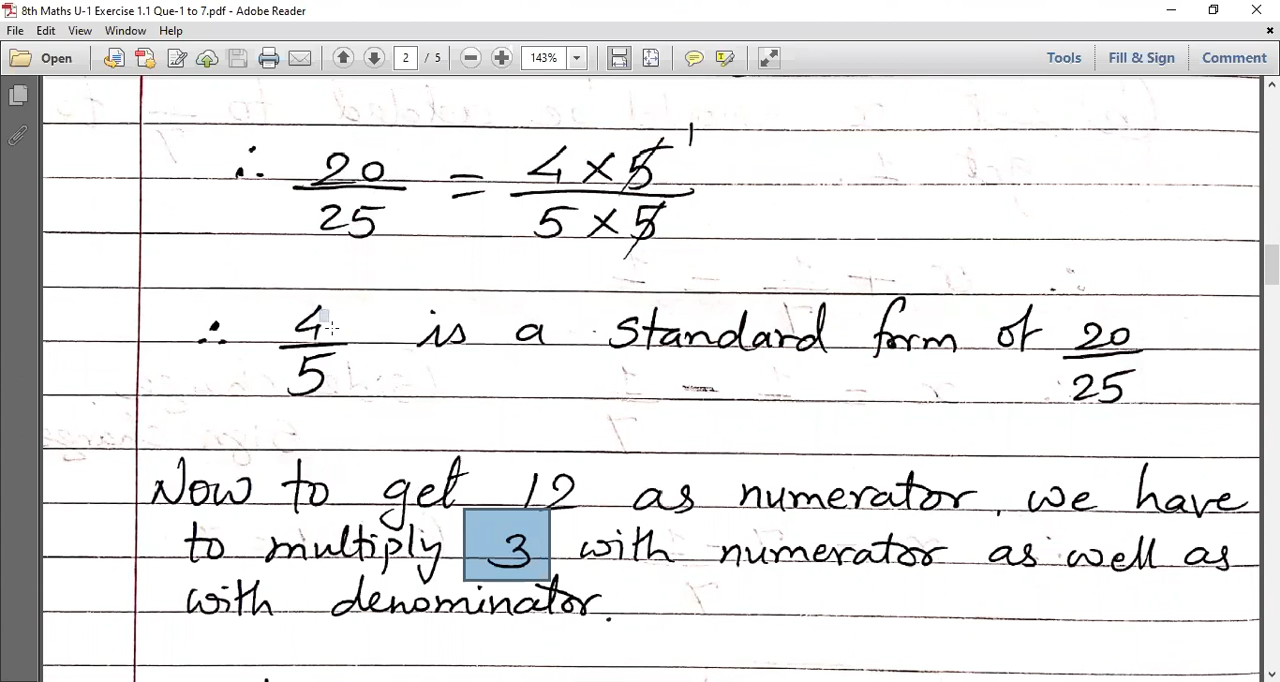 8th Maths U-1 Exercise 1.1 Que-1 to 7.pdf - Adobe Reader
File Edit View Window Help
Open 2 / 5 143% Tools Fill & Sign Comment
∴ 20/25 = 4 × 5/5 × 5 1
∴ 4/5 is a standard form of 20/25
Now to get 12 as numerator, we have
to multiply 3 with numerator as well as
with denominator.